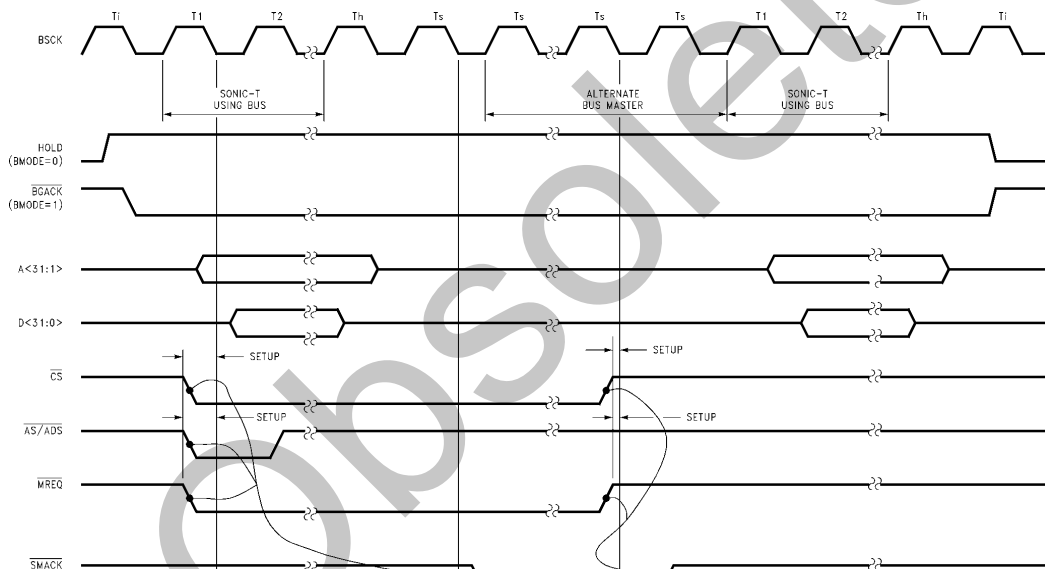 Ti T1 T2 Th Ts Ts Ts Ts T1 T2 Th Ti
BSCK
SONIC-T
USING BUS
ALTERNATE
BUS MASTER
SONIC-T
USING BUS
HOLD
(BMODE=0)
BGACK
(BMODE=1)
A<31:1>
D<31:0>
SETUP
SETUP
CS
SETUP
SETUP
AS/ADS
MREQ
SMACK
Obsolete